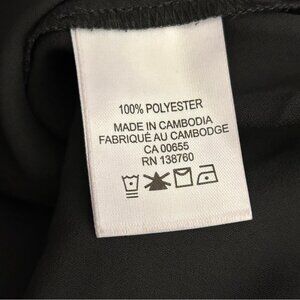 100% POLYESTER
MADE IN CAMBODIA
FABRIQUÉ AU CAMBODGE
CA 00655
RN 138760